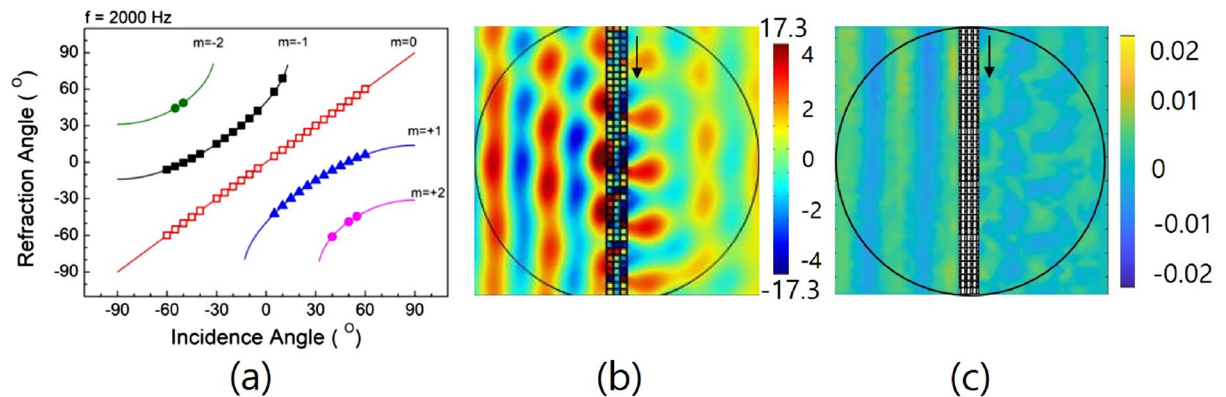 f = 2000 Hz
m=-2
m=-1
m=0
m=+1
m=+2
90
60
30
0
-30
-60
-90
Refraction Angle ( O )
-90 -60 -30 0 30 60 90
Incidence Angle ( O )
(a)
17.3
4
2
0
-2
-4
-17.3
(b)
0.02
0.01
0
-0.01
-0.02
(c)